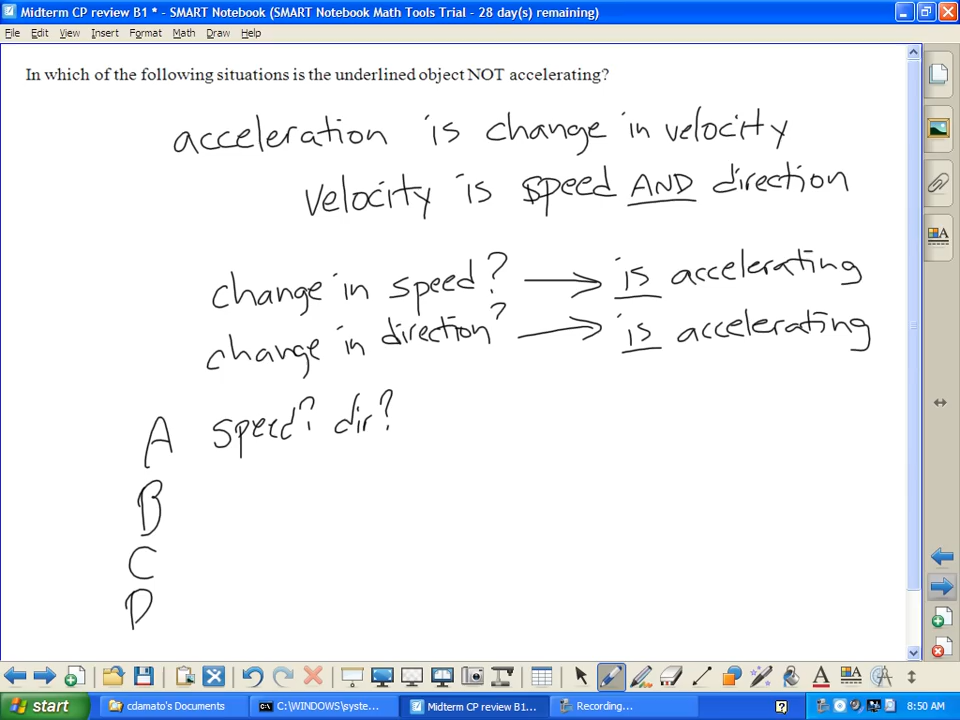 Midterm CP review B1 * - SMART Notebook (SMART Notebook Math Tools Trial - 28 day(s) remaining)
File Edit View Insert Format Math Draw Help
In which of the following situations is the underlined object NOT accelerating?
acceleration is change in velocity
velocity is speed AND direction
change in speed? → is accelerating
change in direction? → is accelerating
A speed? dir?
B
C
D
start cdamato's Documents C:\WINDOWS\syste... Midterm CP review B1... Recording... 8:50 AM